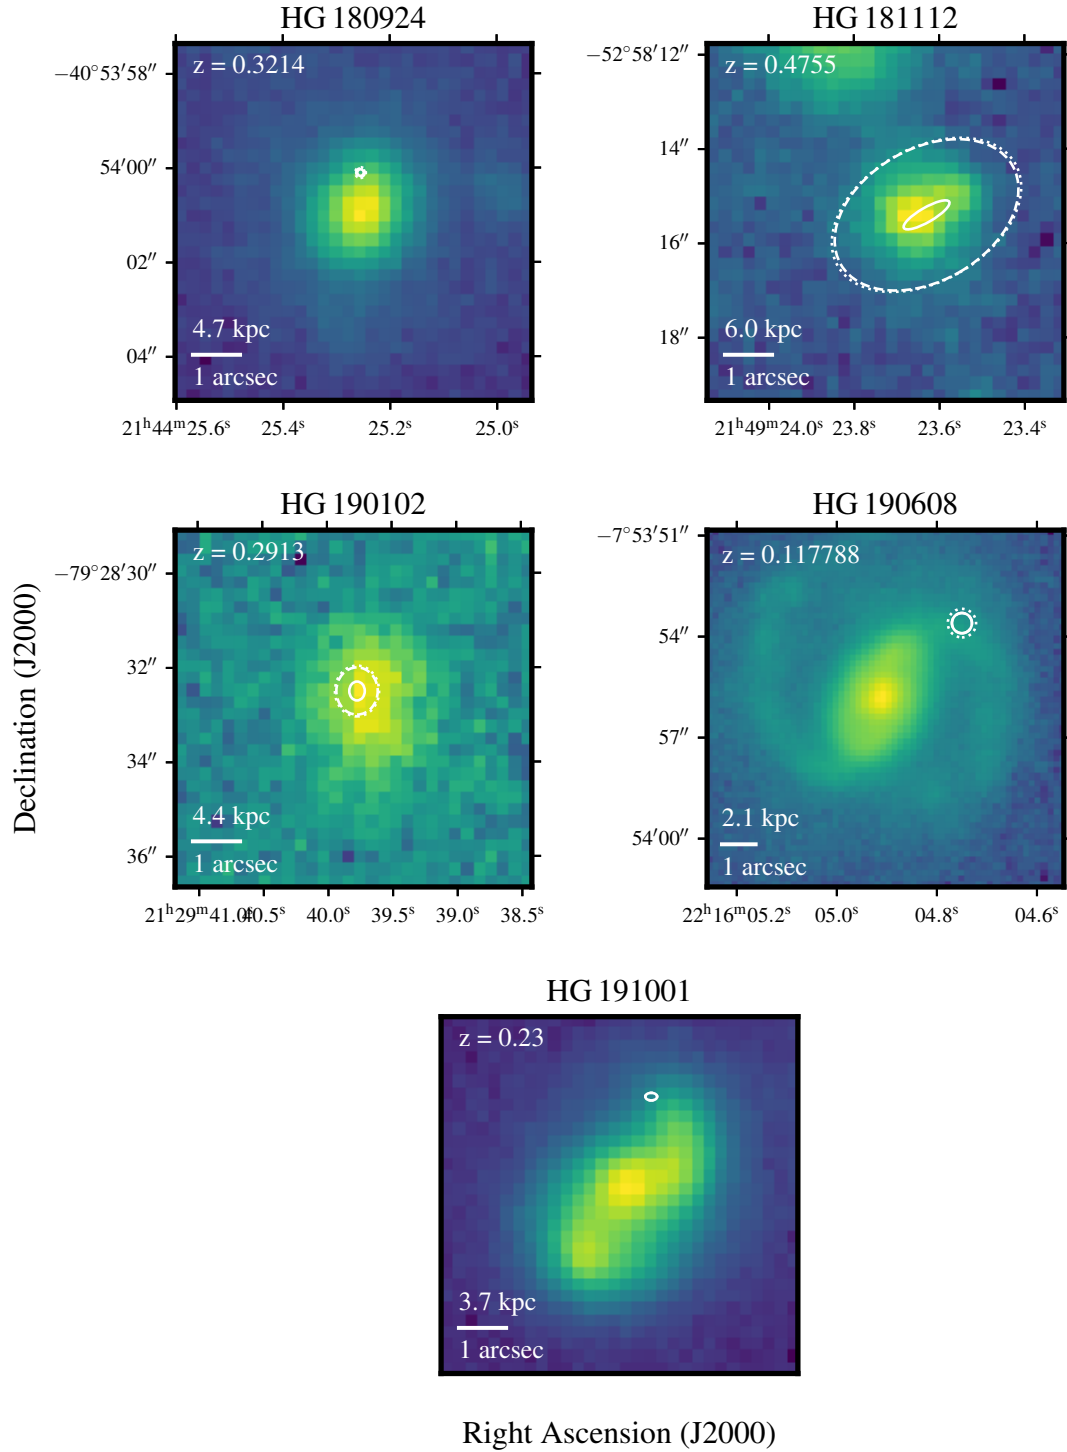 HG 180924
HG 181112
z = 0.3214
z = 0.4755
−40°53′58″
54′00″
02″
04″
−52°58′12″
14″
16″
18″
4.7 kpc
1 arcsec
6.0 kpc
1 arcsec
21ʰ44ᵐ25.6ˢ 25.4ˢ 25.2ˢ 25.0ˢ
21ʰ49ᵐ24.0ˢ 23.8ˢ 23.6ˢ 23.4ˢ
HG 190102
HG 190608
z = 0.2913
z = 0.117788
−79°28′30″
32″
34″
36″
−7°53′51″
54″
57″
54′00″
4.4 kpc
1 arcsec
2.1 kpc
1 arcsec
21ʰ29ᵐ41.0ˢ 40.5ˢ 40.0ˢ 39.5ˢ 39.0ˢ 38.5ˢ
22ʰ16ᵐ05.2ˢ 05.0ˢ 04.8ˢ 04.6ˢ
Declination (J2000)
HG 191001
z = 0.23
3.7 kpc
1 arcsec
Right Ascension (J2000)